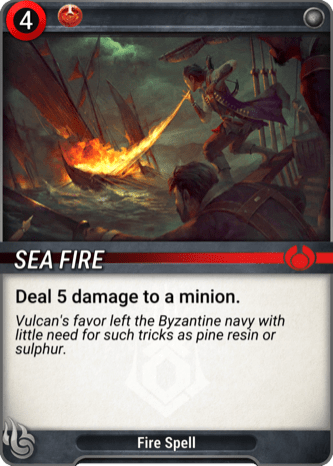 4
SEA FIRE
Deal 5 damage to a minion.
Vulcan's favor left the Byzantine navy with
little need for such tricks as pine resin or
sulphur.
Fire Spell